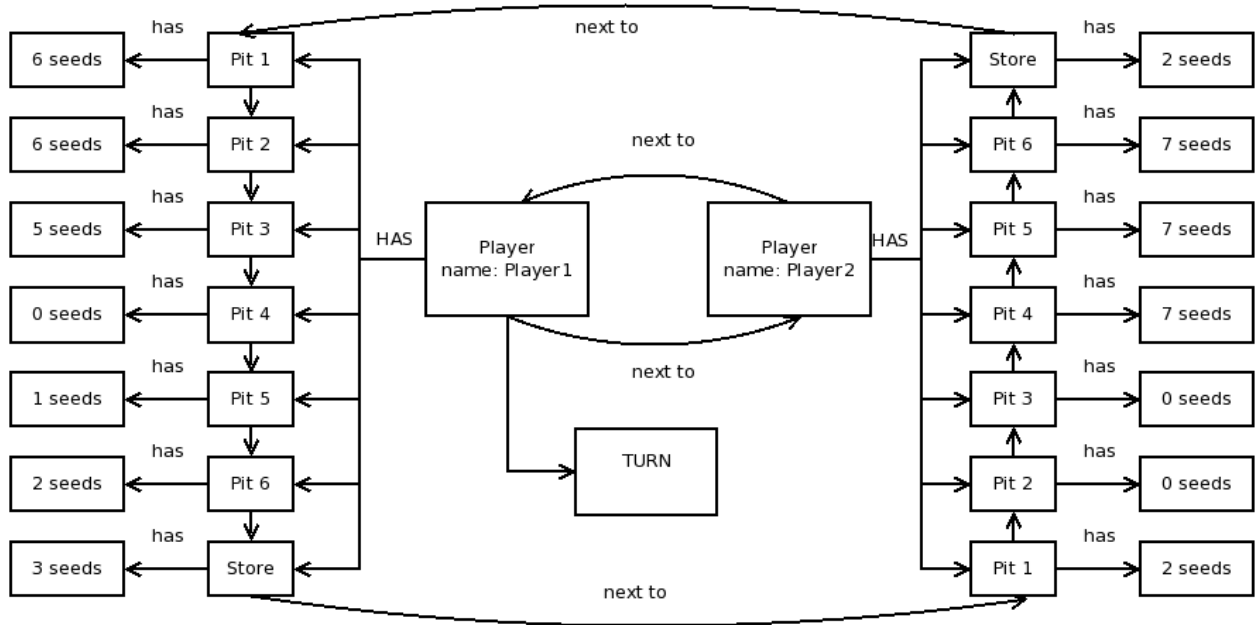 next to
has
6 seeds
Pit 1
Store
has
2 seeds
has
6 seeds
Pit 2
next to
Pit 6
has
7 seeds
has
5 seeds
Pit 3
HAS
Player
name: Player1
Player
name: Player2
HAS
Pit 5
has
7 seeds
has
0 seeds
Pit 4
Pit 4
has
7 seeds
next to
has
1 seeds
Pit 5
Pit 3
has
0 seeds
TURN
has
2 seeds
Pit 6
Pit 2
has
0 seeds
has
3 seeds
Store
next to
Pit 1
has
2 seeds